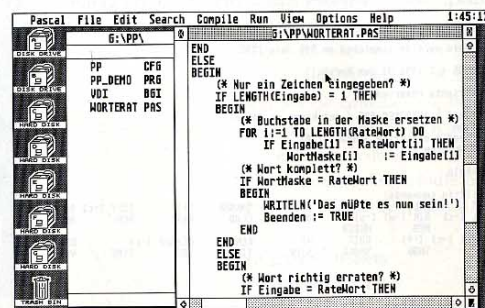 Pascal File Edit Search Compile Run View Options Help 1:45:1
G:\PP\
PP CFG
PP_DEMO PRG
VDI BGI
WORTERAT PAS
DISK DRIVE
DISK DRIVE
HARD DISK
HARD DISK
HARD DISK
HARD DISK
HARD DISK
TRASH BIN
G:\PP\WORTERAT.PAS
END
ELSE
BEGIN
(* Nur ein Zeichen eingegeben? *)
IF LENGTH(Eingabe) = 1 THEN
BEGIN
(* Buchstabe in der Maske ersetzen *)
FOR i:=1 TO LENGTH(RateWort) DO
IF Eingabe[1] = RateWort[i] THEN
WortMaske[i] := Eingabe[1]
(* Wort komplett? *)
IF WortMaske = RateWort THEN
BEGIN
WRITELN('Das müßte es nun sein!')
Beenden := TRUE
END
END
ELSE
BEGIN
(* Wort richtig erraten? *)
IF Eingabe = RateWort THEN